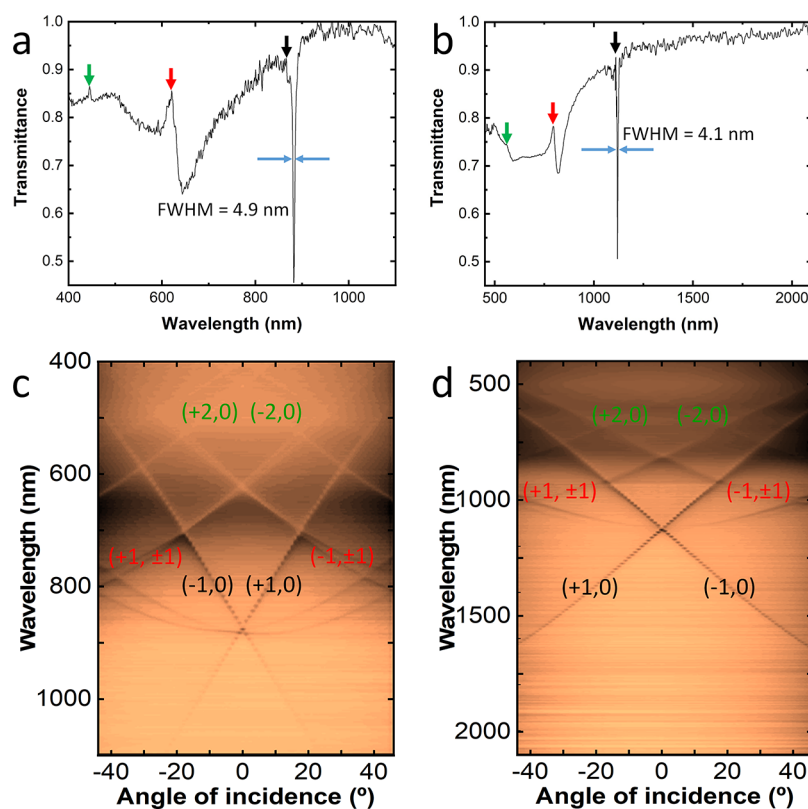 a
1.0
0.9
0.8
0.7
0.6
0.5
Transmittance
FWHM = 4.9 nm
400 600 800 1000
Wavelength (nm)
b
1.0
0.9
0.8
0.7
0.6
0.5
Transmittance
FWHM = 4.1 nm
500 1000 1500 2000
Wavelength (nm)
c
400
600
800
1000
Wavelength (nm)
(+2,0) (-2,0)
(+1, ±1) (-1,±1)
(-1,0) (+1,0)
-40 -20 0 20 40
Angle of incidence (º)
d
500
1000
1500
2000
Wavelength (nm)
(+2,0) (-2,0)
(+1, ±1) (-1,±1)
(+1,0) (-1,0)
-40 -20 0 20 40
Angle of incidence (º)